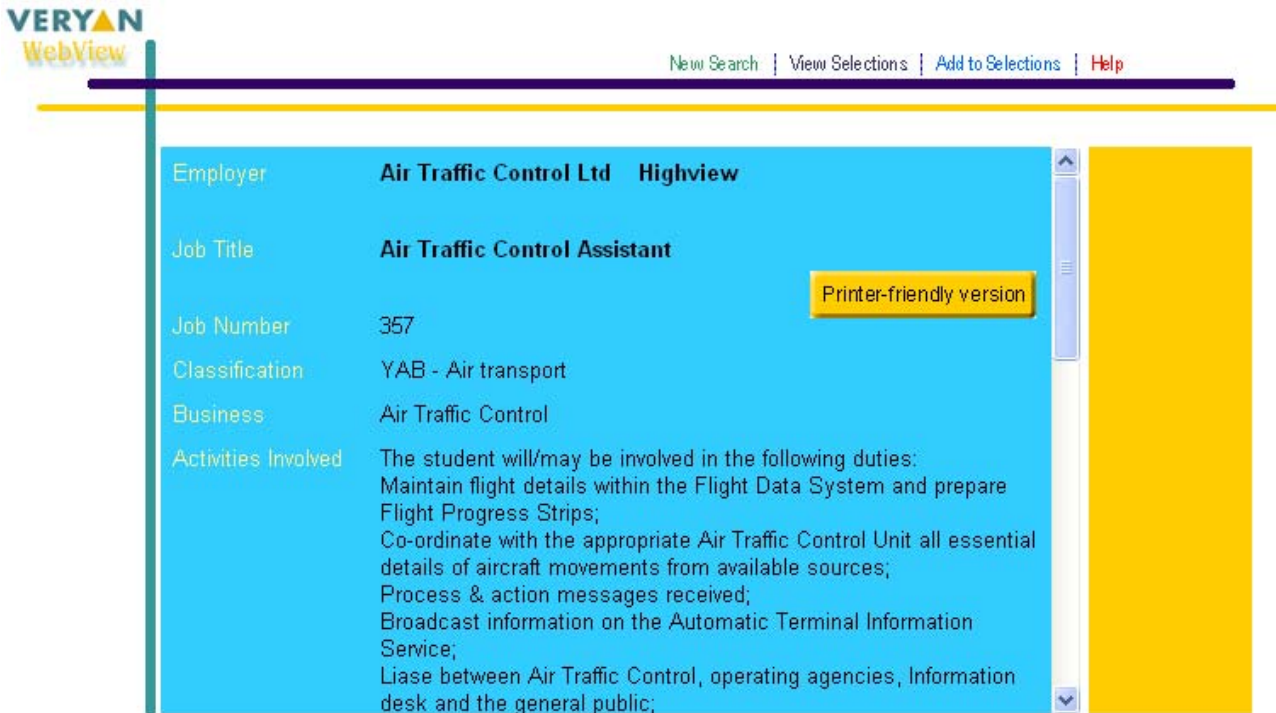 VERYAN
WebView
New Search | View Selections | Add to Selections | Help
Employer Air Traffic Control Ltd Highview
Job Title Air Traffic Control Assistant
Printer-friendly version
Job Number 357
Classification YAB - Air transport
Business Air Traffic Control
Activities Involved The student will/may be involved in the following duties:
Maintain flight details within the Flight Data System and prepare
Flight Progress Strips;
Co-ordinate with the appropriate Air Traffic Control Unit all essential
details of aircraft movements from available sources;
Process & action messages received;
Broadcast information on the Automatic Terminal Information
Service;
Liase between Air Traffic Control, operating agencies, Information
desk and the general public;